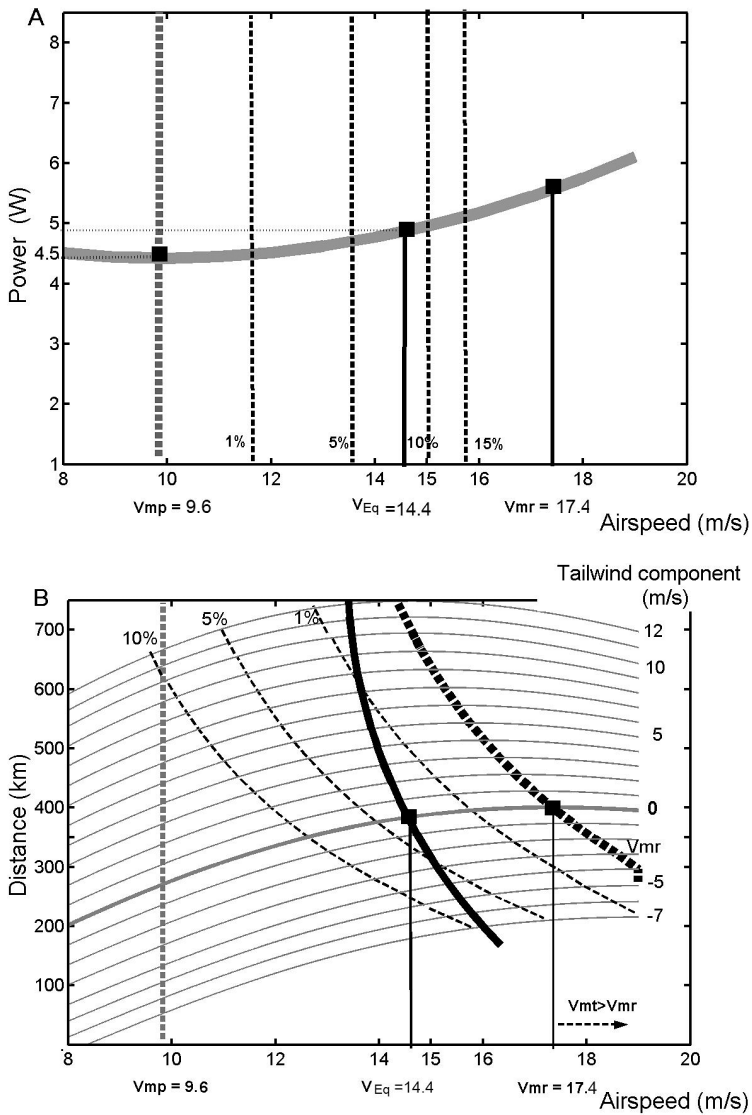 A
8
7
6
5
4.5
4
3
2
1
Power (W)
1%
5%
10%
15%
8
10
12
14
15
16
18
20
Vmp = 9.6
VEq =14.4
Vmr = 17.4
Airspeed (m/s)
B
Tailwind component
(m/s)
700
600
500
400
300
200
100
Distance (km)
10%
5%
1%
12
10
5
0
Vmr
-5
-7
Vmt>Vmr
8
10
12
14
15
16
18
20
Vmp = 9.6
VEq =14.4
Vmr = 17.4
Airspeed (m/s)